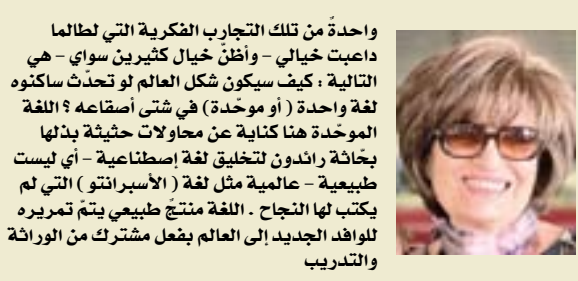 واحدةٌ من تلك التجارب الفكرية التي لطالما
داعبت خيالي – وأظنّ خيال كثيرين سواي – هي
التالية : كيف سيكون شكل العالم لو تحدّث ساكنوه
لغة واحدة ( أو موحّدة ) في شتى أصقاعه ؟ اللغة
الموحّدة هنا كناية عن محاولات حثيثة بذلها
بحّاثة رائدون لتخليق لغة إصطناعية – أي ليست
طبيعية – عالمية مثل لغة ( الأسبرانتو ) التي لم
يكتب لها النجاح . اللغة منتجٌ طبيعي يتمّ تمريره
للوافد الجديد إلى العالم بفعل مشترك من الوراثة
والتدريب